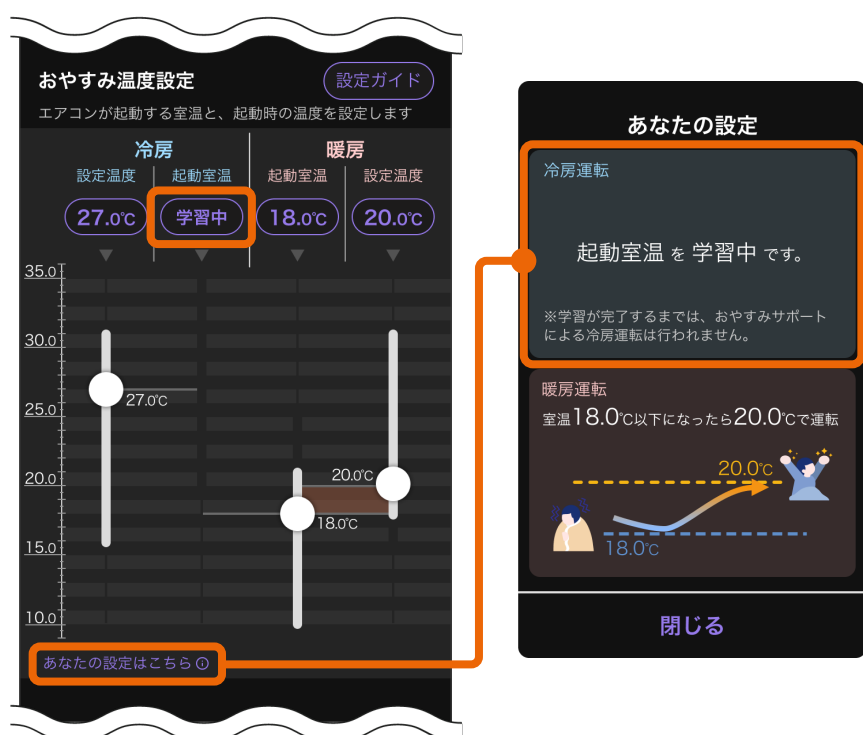 おやすみ温度設定
設定ガイド
エアコンが起動する室温と、起動時の温度を設定します
冷房
暖房
設定温度
起動室温
起動室温
設定温度
27.0℃
学習中
18.0℃
20.0℃
35.0
30.0
25.0
20.0
15.0
10.0
27.0℃
20.0℃
18.0℃
あなたの設定はこちら
あなたの設定
冷房運転
起動室温 を 学習中 です。
※学習が完了するまでは、おやすみサポート
による冷房運転は行われません。
暖房運転
室温18.0℃以下になったら20.0℃で運転
20.0℃
18.0℃
閉じる